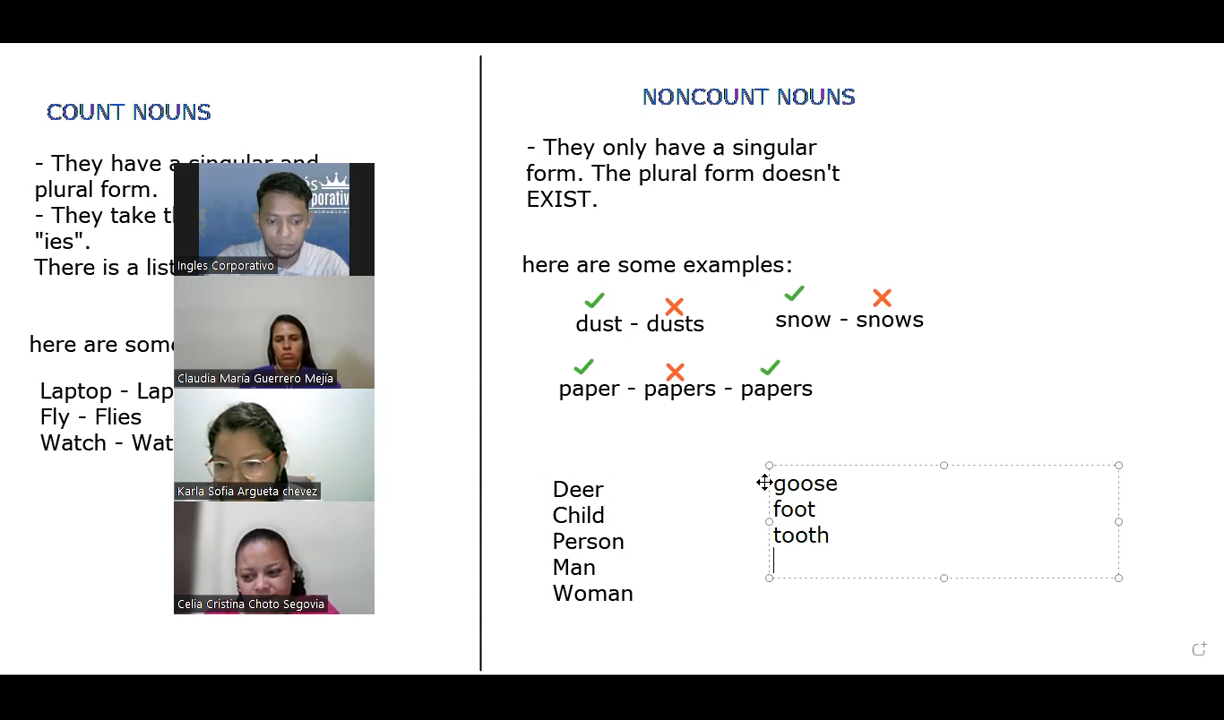 COUNT NOUNS
- They have a singular and
plural form.
- They take t
"ies".
There is a list
here are some
Laptop - Lap
Fly - Flies
Watch - Wat
Ingles Corporativo
Claudia María Guerrero Mejía
Karla Sofia Argueta chevez
Celia Cristina Choto Segovia
NONCOUNT NOUNS
- They only have a singular
form. The plural form doesn't
EXIST.
here are some examples:
dust - dusts
snow - snows
paper - papers - papers
Deer
Child
Person
Man
Woman
goose
foot
tooth